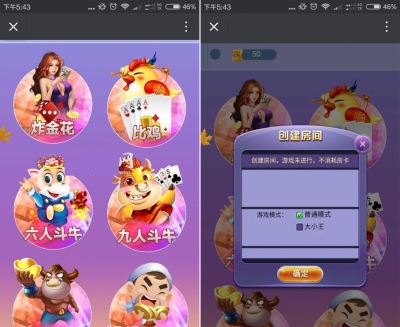 下午5:43
46%
炸金花
比鸡
六人斗牛
九人斗牛
下午5:43
46%
50
创建房间
创建房间，游戏未进行，不消耗房卡
游戏模式：
普通模式
大小王
确定